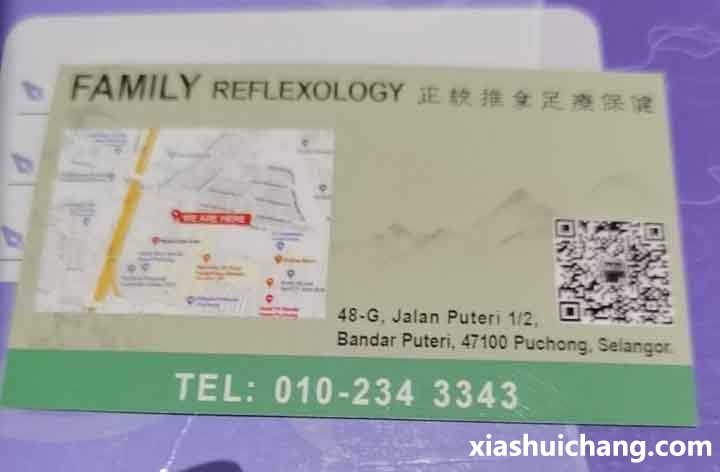 FAMILY REFLEXOLOGY 正 推拿足療保健
WE ARE HERE
48-G, Jalan Puteri 1/2,
Bandar Puteri, 47100 Puchong, Selangor.
TEL: 010-234 3343
xiashuichang.com